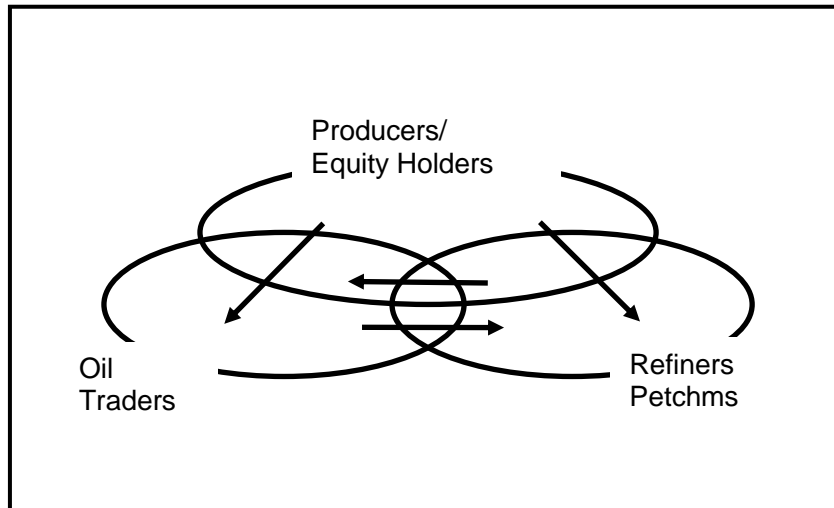 Producers/
Equity Holders
Oil
Traders
Refiners
Petchms